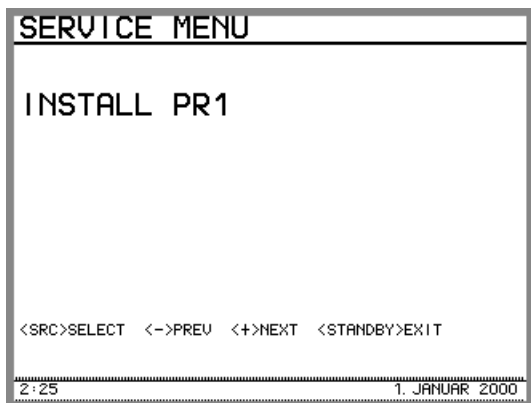 SERVICE MENU
INSTALL PR1
<SRC>SELECT <->PREV <+>NEXT <STANDBY>EXIT
2:25 1. JANUAR 2000